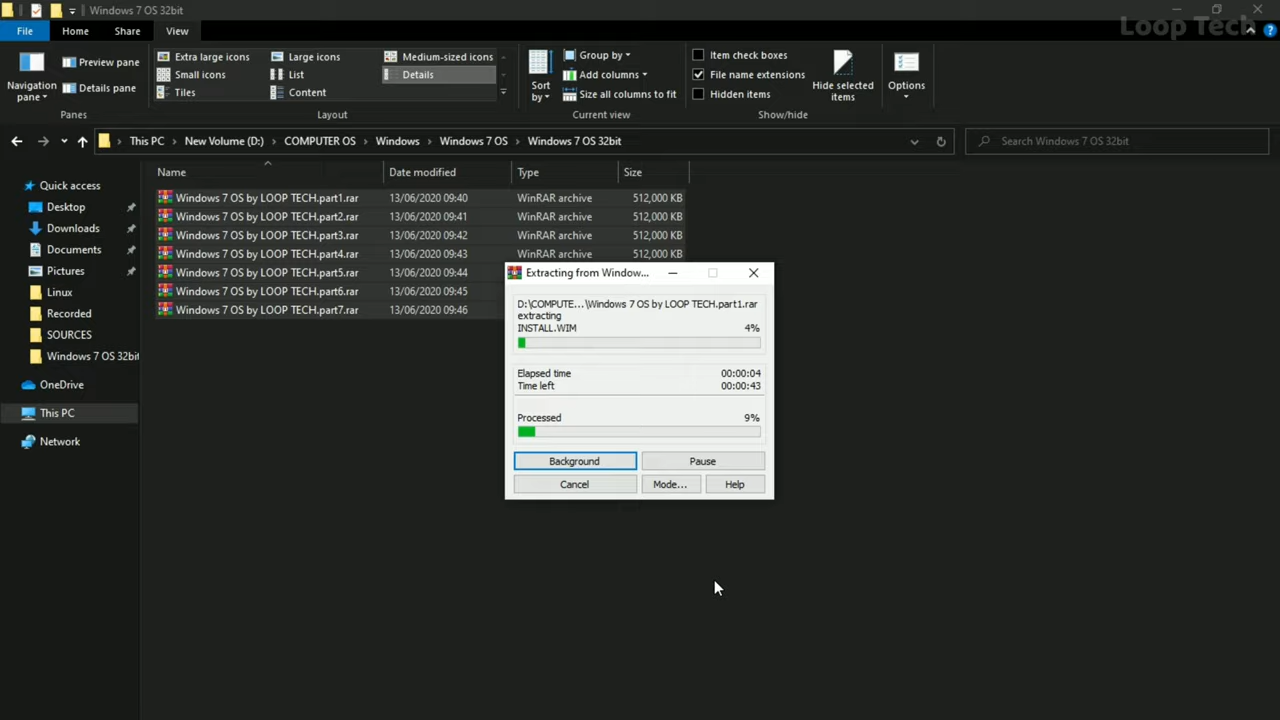 Windows 7 OS 32bit
Loop Tech
File Home Share View
Navigation pane
Preview pane
Details pane
Panes
Extra large icons Large icons Medium-sized icons
Small icons List Details
Tiles Content
Layout
Sort by
Group by
Add columns
Size all columns to fit
Current view
Item check boxes
File name extensions
Hidden items
Hide selected items
Show/hide
Options
This PC New Volume (D:) COMPUTER OS Windows Windows 7 OS Windows 7 OS 32bit
Search Windows 7 OS 32bit
Quick access
Desktop
Downloads
Documents
Pictures
Linux
Recorded
SOURCES
Windows 7 OS 32bit
OneDrive
This PC
Network
Name Date modified Type Size
Windows 7 OS by LOOP TECH.part1.rar 13/06/2020 09:40 WinRAR archive 512,000 KB
Windows 7 OS by LOOP TECH.part2.rar 13/06/2020 09:41 WinRAR archive 512,000 KB
Windows 7 OS by LOOP TECH.part3.rar 13/06/2020 09:42 WinRAR archive 512,000 KB
Windows 7 OS by LOOP TECH.part4.rar 13/06/2020 09:43 WinRAR archive 512,000 KB
Windows 7 OS by LOOP TECH.part5.rar 13/06/2020 09:44
Windows 7 OS by LOOP TECH.part6.rar 13/06/2020 09:45
Windows 7 OS by LOOP TECH.part7.rar 13/06/2020 09:46
Extracting from Window...
D:\COMPUTE...\Windows 7 OS by LOOP TECH.part1.rar
extracting
INSTALL.WIM 4%
Elapsed time 00:00:04
Time left 00:00:43
Processed 9%
Background Pause
Cancel Mode... Help